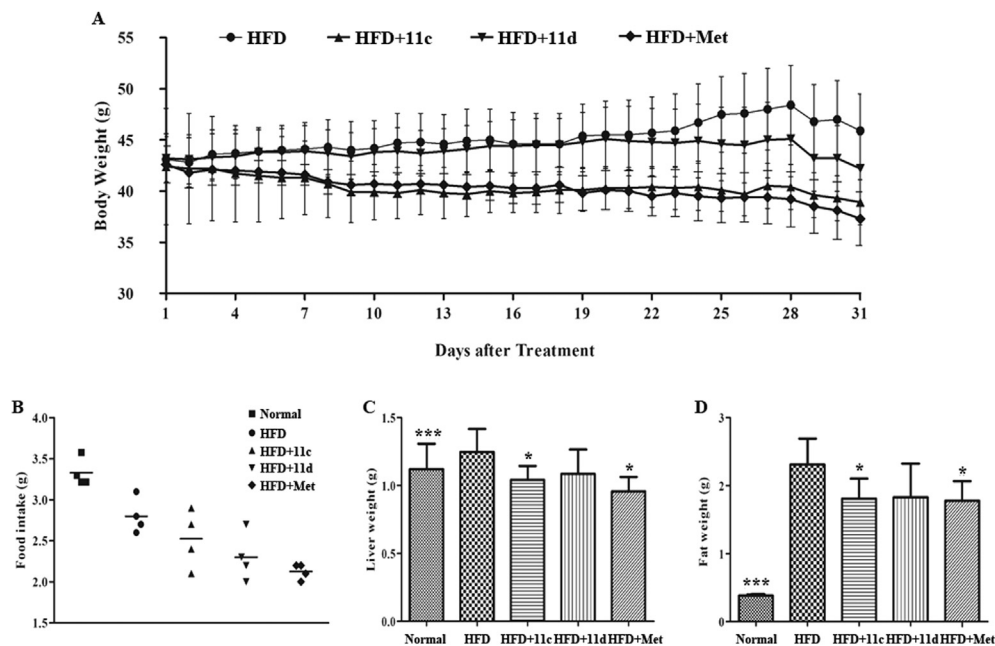 A
HFD HFD+11c HFD+11d HFD+Met
55
50
45
40
35
30
Body Weight (g)
1 4 7 10 13 16 19 22 25 28 31
Days after Treatment
B
4.0
3.5
3.0
2.5
2.0
1.5
Food intake (g)
Normal
HFD
HFD+11c
HFD+11d
HFD+Met
C
1.5
1.0
0.5
0.0
Liver weight (g)
*** * *
Normal HFD HFD+11c HFD+11d HFD+Met
D
3
2
1
0
Fat weight (g)
*** * *
Normal HFD HFD+11c HFD+11d HFD+Met